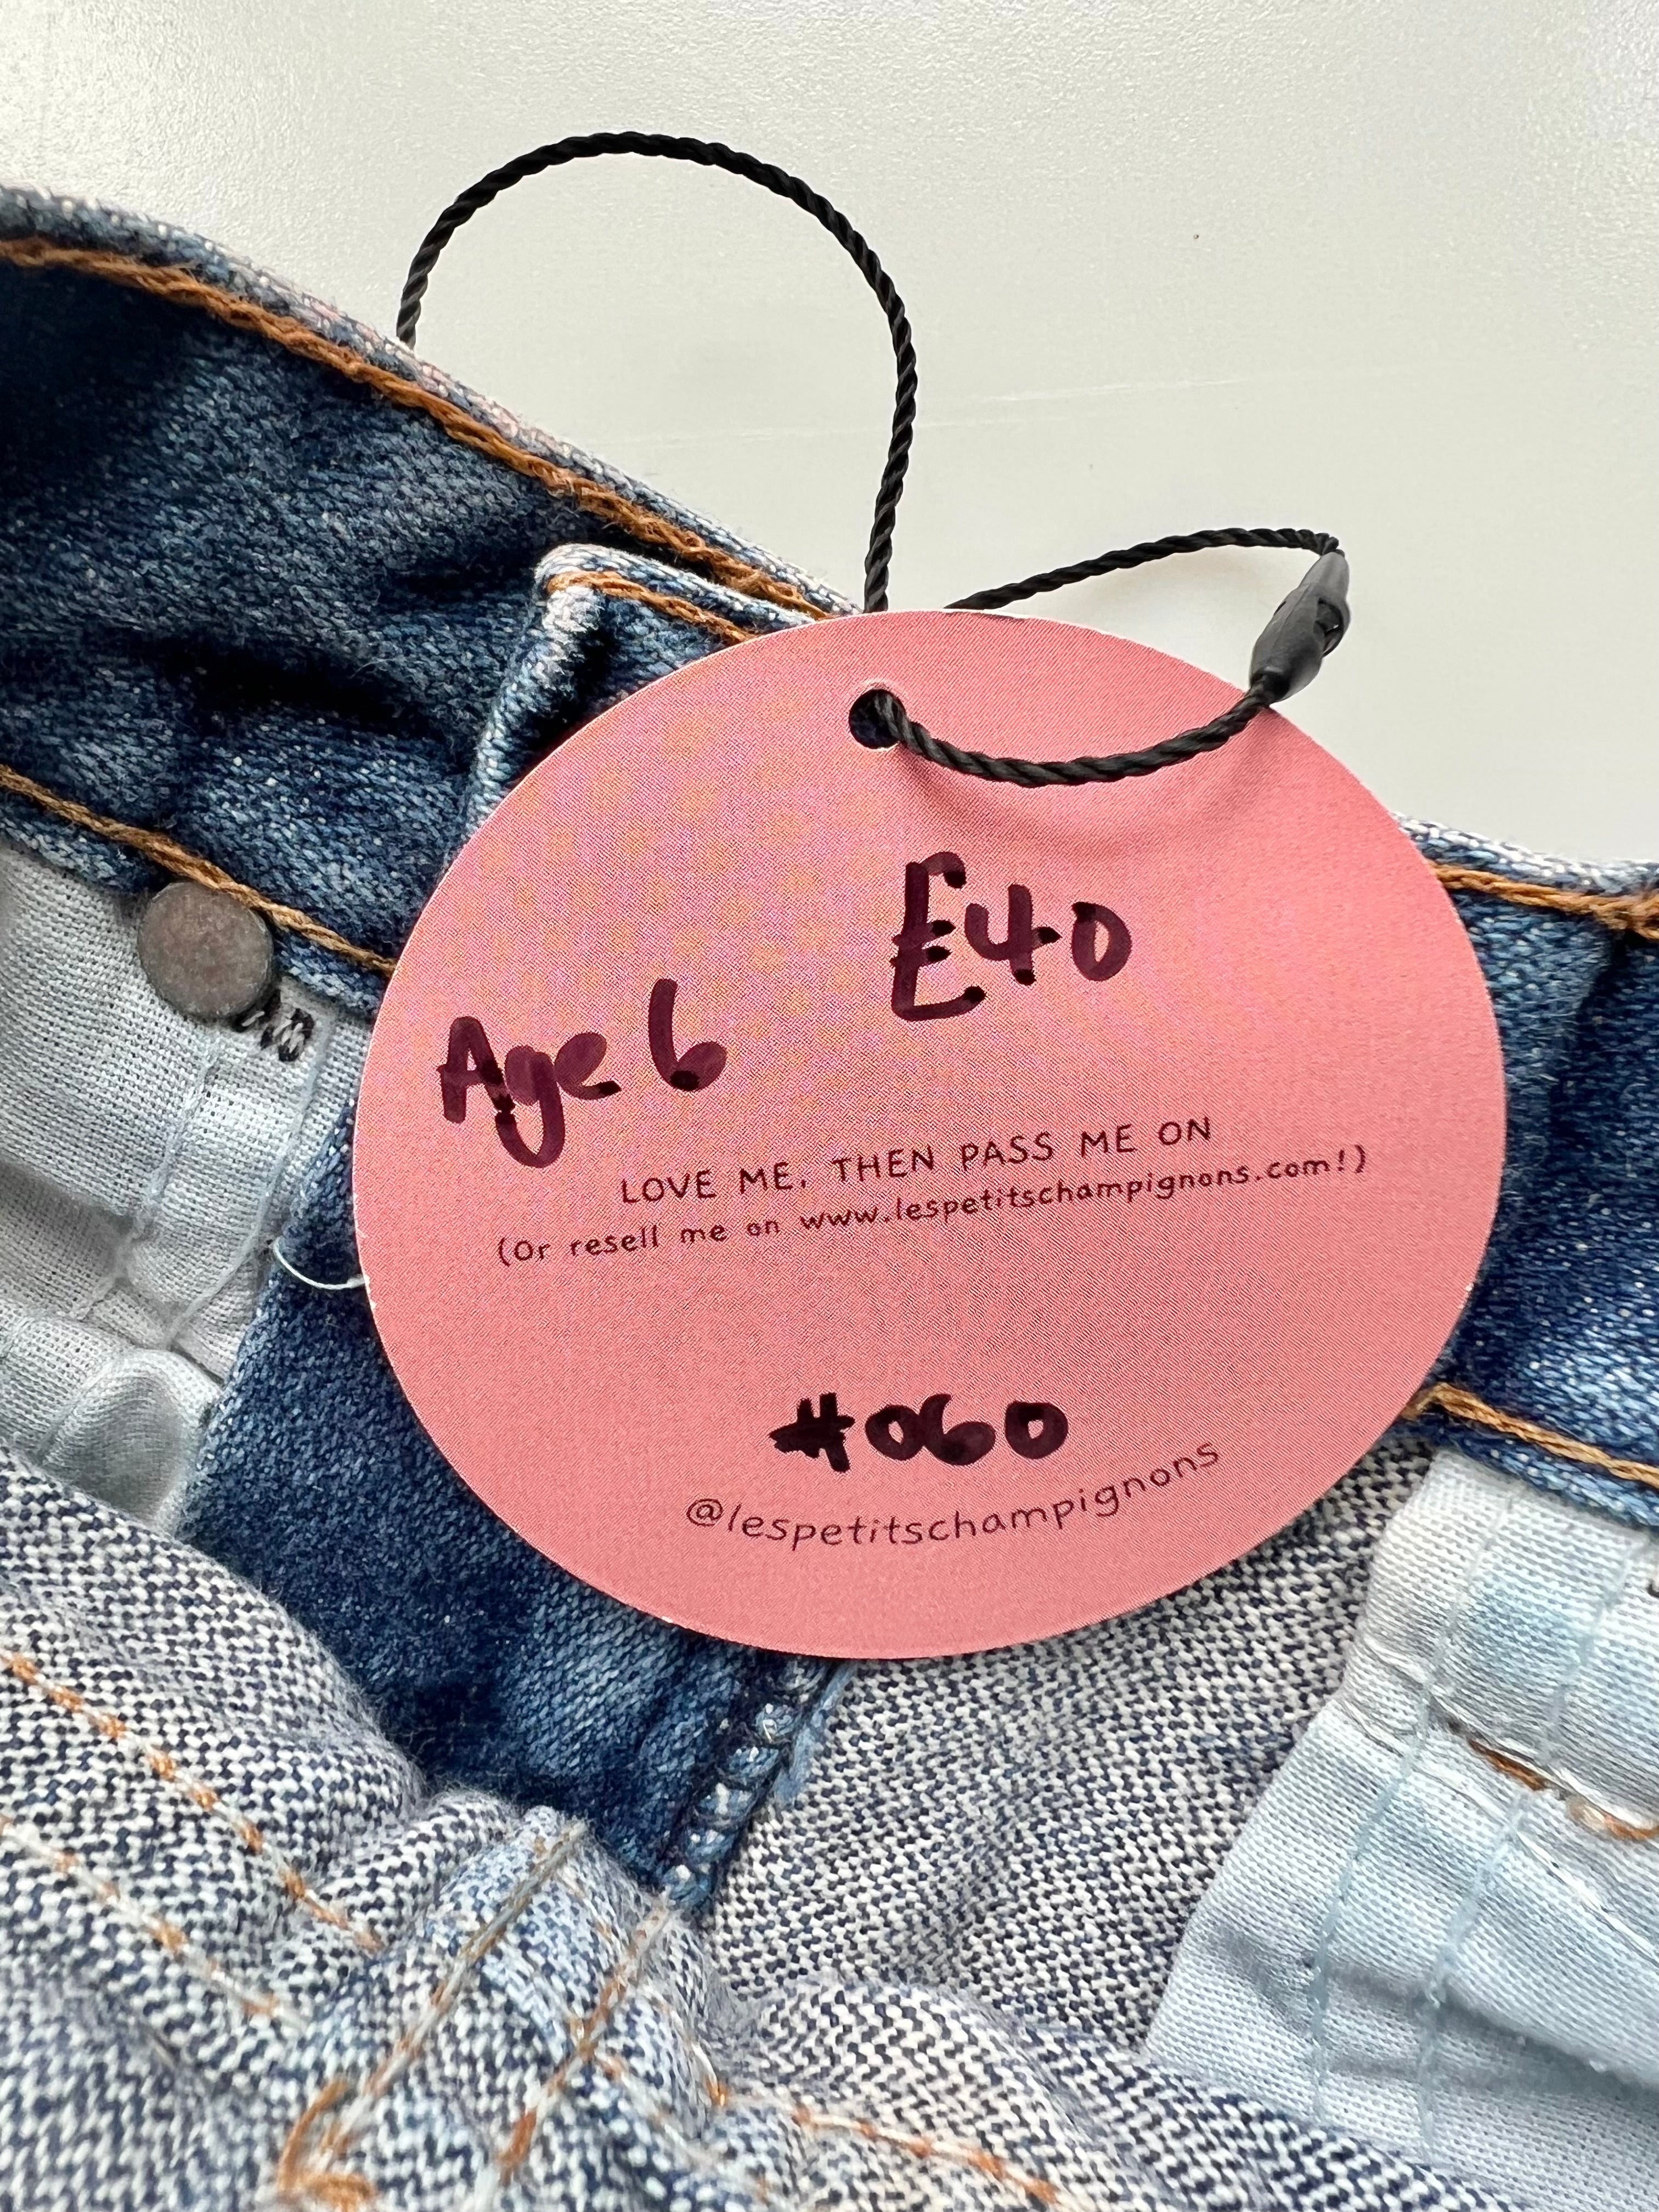 £40
Age 6
LOVE ME, THEN PASS ME ON
(Or resell me on www.lespetitschampignons.com!)
#060
@lespetitschampignons